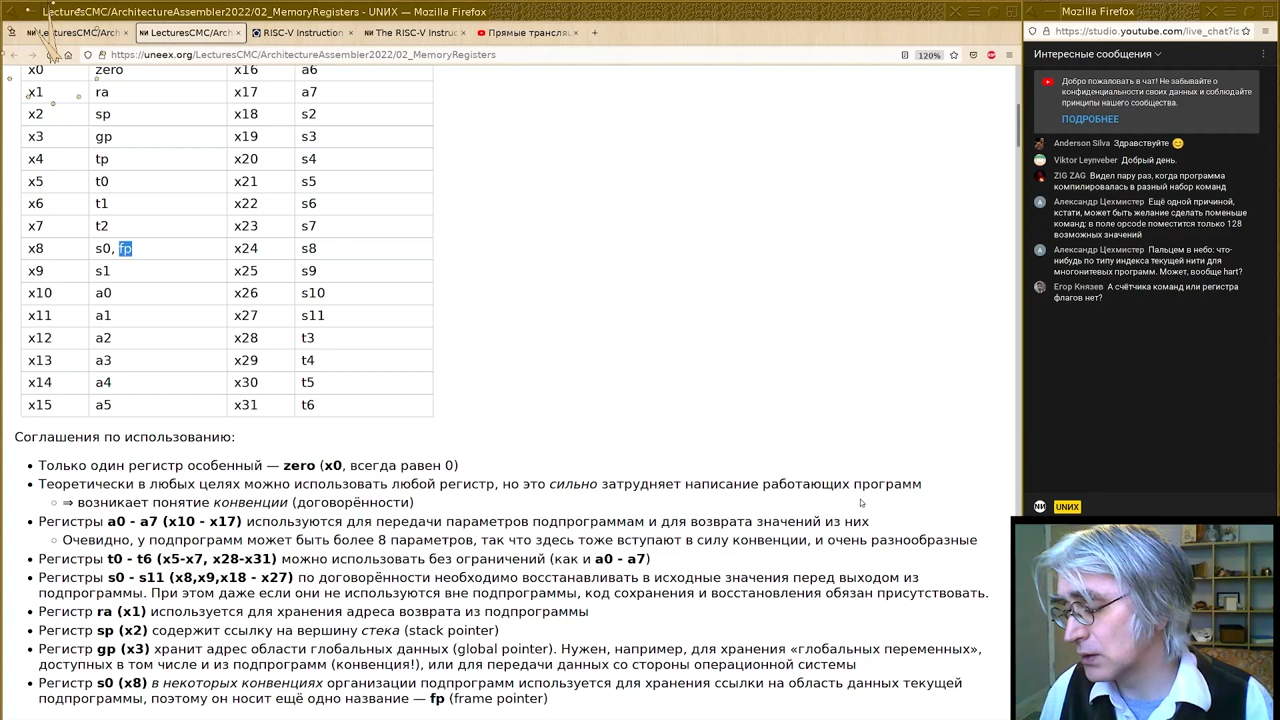 LecturesCMC/ArchitectureAssembler2022/02_MemoryRegisters - UNИX — Mozilla Firefox
LecturesCMC/Arch
LecturesCMC/Arch
RISC-V Instruction
The RISC-V Instruct
Прямые трансляц
https://uneex.org/LecturesCMC/ArchitectureAssembler2022/02_MemoryRegisters
120%
x0 zero x16 a6
x1 ra x17 a7
x2 sp x18 s2
x3 gp x19 s3
x4 tp x20 s4
x5 t0 x21 s5
x6 t1 x22 s6
x7 t2 x23 s7
x8 s0, fp x24 s8
x9 s1 x25 s9
x10 a0 x26 s10
x11 a1 x27 s11
x12 a2 x28 t3
x13 a3 x29 t4
x14 a4 x30 t5
x15 a5 x31 t6
Соглашения по использованию:
• Только один регистр особенный — zero (x0, всегда равен 0)
• Теоретически в любых целях можно использовать любой регистр, но это сильно затрудняет написание работающих программ
⇒ возникает понятие конвенции (договорённости)
• Регистры a0 - a7 (x10 - x17) используются для передачи параметров подпрограммам и для возврата значений из них
Очевидно, у подпрограмм может быть более 8 параметров, так что здесь тоже вступают в силу конвенции, и очень разнообразные
• Регистры t0 - t6 (x5-x7, x28-x31) можно использовать без ограничений (как и a0 - a7)
• Регистры s0 - s11 (x8,x9,x18 - x27) по договорённости необходимо восстанавливать в исходные значения перед выходом из
подпрограммы. При этом даже если они не используются вне подпрограммы, код сохранения и восстановления обязан присутствовать.
• Регистр ra (x1) используется для хранения адреса возврата из подпрограммы
• Регистр sp (x2) содержит ссылку на вершину стека (stack pointer)
• Регистр gp (x3) хранит адрес области глобальных данных (global pointer). Нужен, например, для хранения «глобальных переменных»,
доступных в том числе и из подпрограмм (конвенция!), или для передачи данных со стороны операционной системы
• Регистр s0 (x8) в некоторых конвенциях организации подпрограмм используется для хранения ссылки на область данных текущей
подпрограммы, поэтому он носит ещё одно название — fp (frame pointer)
Mozilla Firefox
https://studio.youtube.com/live_chat?is
Интересные сообщения
Добро пожаловать в чат! Не забывайте о
конфиденциальности своих данных и соблюдайте
принципы нашего сообщества.
ПОДРОБНЕЕ
Anderson Silva Здравствуйте
Viktor Leynveber Добрый день.
ZIG ZAG Видел пару раз, когда программа
компилировалась в разный набор команд
Александр Цехмистер Ещё одной причиной,
кстати, может быть желание сделать поменьше
команд: в поле opcode поместится только 128
возможных значений
Александр Цехмистер Пальцем в небо: что-
нибудь по типу индекса текущей нити для
многонитевых программ. Может, вообще hart?
Егор Князев А счётчика команд или регистра
флагов нет?
UNИX